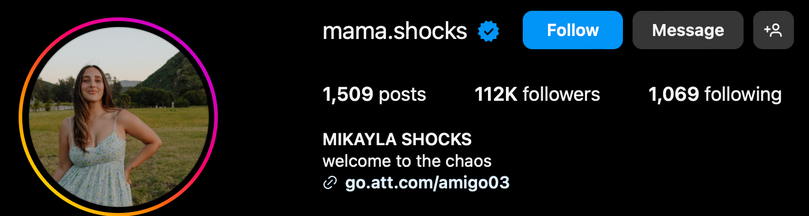 mama.shocks Follow Message
1,509 posts 112K followers 1,069 following
MIKAYLA SHOCKS
welcome to the chaos
go.att.com/amigo03